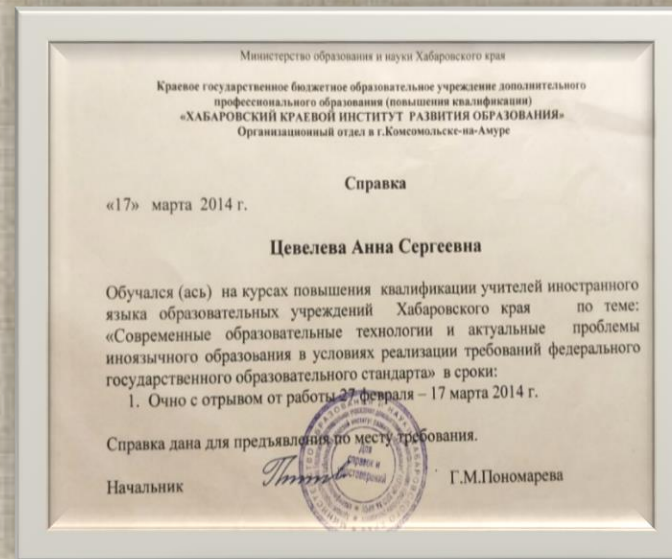 Министерство образования и науки Хабаровского края
Краевое государственное бюджетное образовательное учреждение дополнительного
профессионального образования (повышения квалификации)
«ХАБАРОВСКИЙ КРАЕВОЙ ИНСТИТУТ РАЗВИТИЯ ОБРАЗОВАНИЯ»
Организационный отдел в г.Комсомольске-на-Амуре
Справка
«17» марта 2014 г.
Цевелева Анна Сергеевна
Обучался (ась) на курсах повышения квалификации учителей иностранного
языка образовательных учреждений Хабаровского края по теме:
«Современные образовательные технологии и актуальные проблемы
иноязычного образования в условиях реализации требований федерального
государственного образовательного стандарта» в сроки:
1. Очно с отрывом от работы 27 февраля – 17 марта 2014 г.
Справка дана для предъявления по месту требования.
Для
справок и
удостоверений
Начальник Г.М.Пономарева